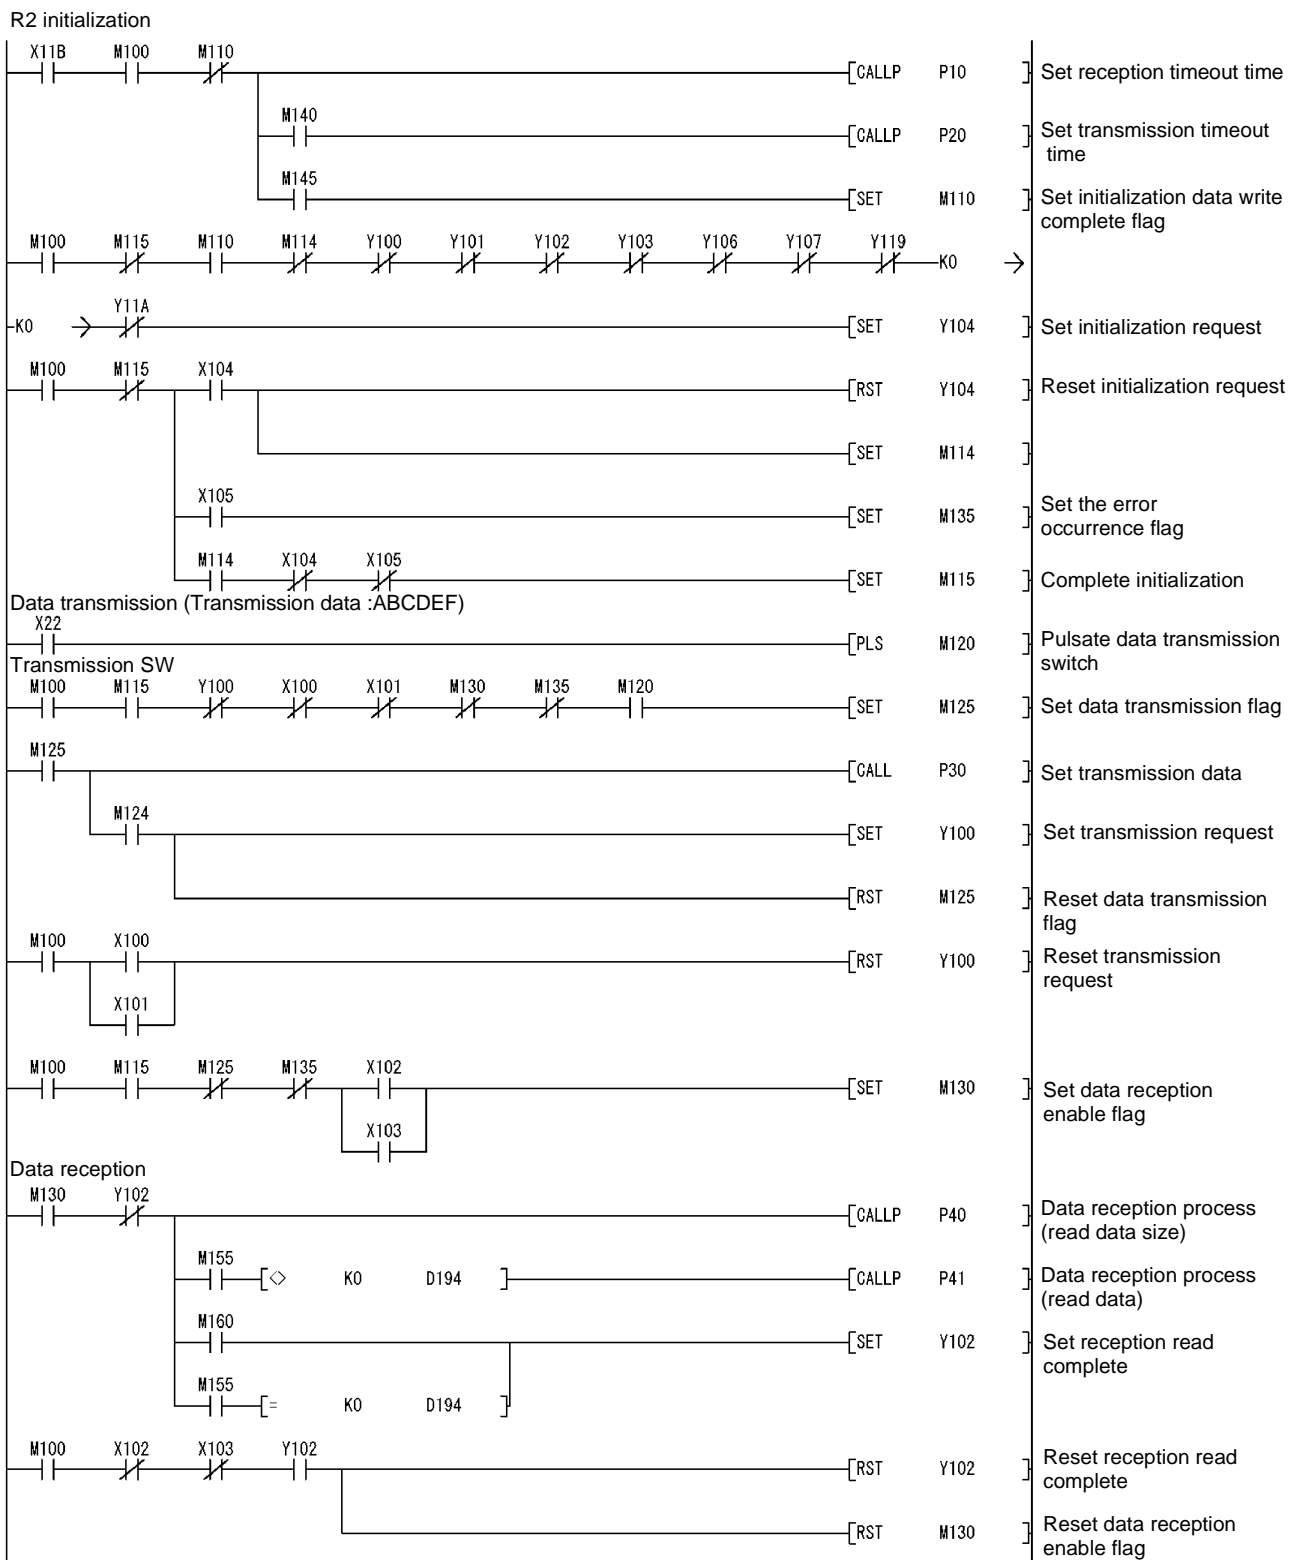 R2 initialization
X11B M100 M110
[CALLP P10 ] Set reception timeout time
M140
[CALLP P20 ] Set transmission timeout
time
M145
[SET M110 ] Set initialization data write
complete flag
M100 M115 M110 M114 Y100 Y101 Y102 Y103 Y106 Y107 Y119
K0
Y11A
K0 [SET Y104 ] Set initialization request
M100 M115 X104
[RST Y104 ] Reset initialization request
[SET M114 ]
X105
[SET M135 ] Set the error
occurrence flag
M114 X104 X105
[SET M115 ] Complete initialization
Data transmission (Transmission data :ABCDEF)
X22
[PLS M120 ] Pulsate data transmission
switch
Transmission SW
M100 M115 Y100 X100 X101 M130 M135 M120
[SET M125 ] Set data transmission flag
M125
[CALL P30 ] Set transmission data
M124
[SET Y100 ] Set transmission request
[RST M125 ] Reset data transmission
flag
M100 X100
[RST Y100 ] Reset transmission
request
X101
M100 M115 M125 M135 X102
[SET M130 ] Set data reception
enable flag
X103
Data reception
M130 Y102
[CALLP P40 ] Data reception process
(read data size)
M155
[<> K0 D194 ] [CALLP P41 ] Data reception process
(read data)
M160
[SET Y102 ] Set reception read
complete
M155
[= K0 D194 ]
M100 X102 X103 Y102
[RST Y102 ] Reset reception read
complete
[RST M130 ] Reset data reception
enable flag